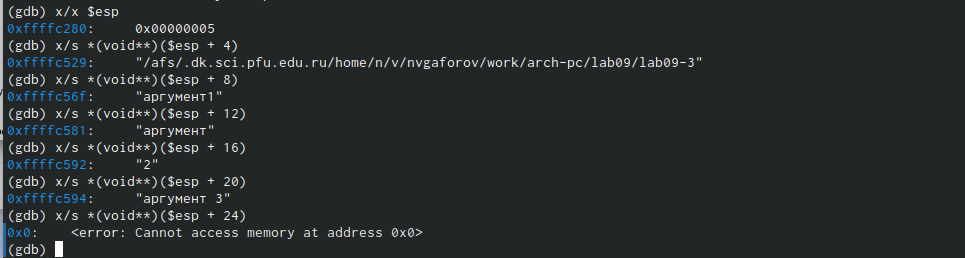 (gdb) x/x $esp
0xffffc280: 0x00000005
(gdb) x/s *(void**)($esp + 4)
0xffffc529: "/afs/.dk.sci.pfu.edu.ru/home/n/v/nvgaforov/work/arch-pc/lab09/lab09-3"
(gdb) x/s *(void**)($esp + 8)
0xffffc56f: "аргумент1"
(gdb) x/s *(void**)($esp + 12)
0xffffc581: "аргумент"
(gdb) x/s *(void**)($esp + 16)
0xffffc592: "2"
(gdb) x/s *(void**)($esp + 20)
0xffffc594: "аргумент 3"
(gdb) x/s *(void**)($esp + 24)
0x0: <error: Cannot access memory at address 0x0>
(gdb)